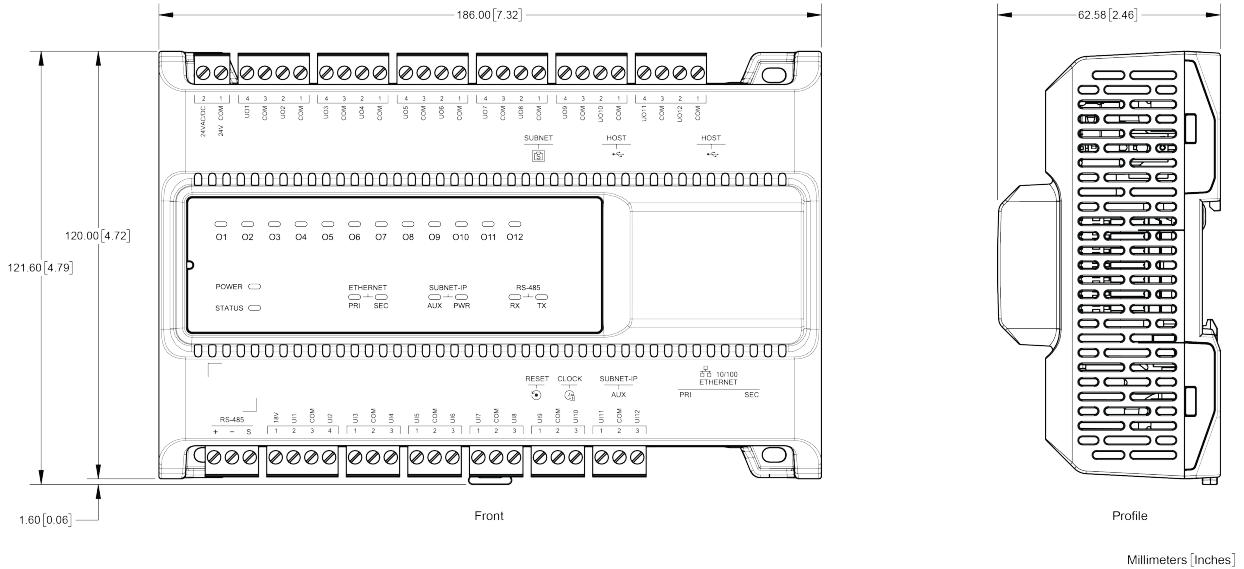 186.00[7.32]
62.58[2.46]
2 1 4 3 2 1 4 3 2 1 4 3 2 1 4 3 2 1 4 3 2 1 4 3 2 1
24VAC/DC 24V COM UO1 COM UO2 COM UO3 COM UO4 COM UO5 COM UO6 COM UO7 COM UO8 COM UO9 COM UO10 COM UO11 COM UO12 COM
SUBNET HOST HOST
O1 O2 O3 O4 O5 O6 O7 O8 O9 O10 O11 O12
120.00[4.72]
121.60[4.79]
POWER ETHERNET SUBNET-IP RS-485
PRI SEC AUX PWR RX TX
STATUS
10/100
RESET CLOCK SUBNET-IP ETHERNET
AUX PRI SEC
RS-485 18V UI1 COM UI2 UI3 COM UI4 UI5 COM UI6 UI7 COM UI8 UI9 COM UI10 UI11 COM UI12
+ − S 1 2 3 4 1 2 3 1 2 3 1 2 3 1 2 3 1 2 3
1.60[0.06]
Front
Profile
Millimeters [Inches]